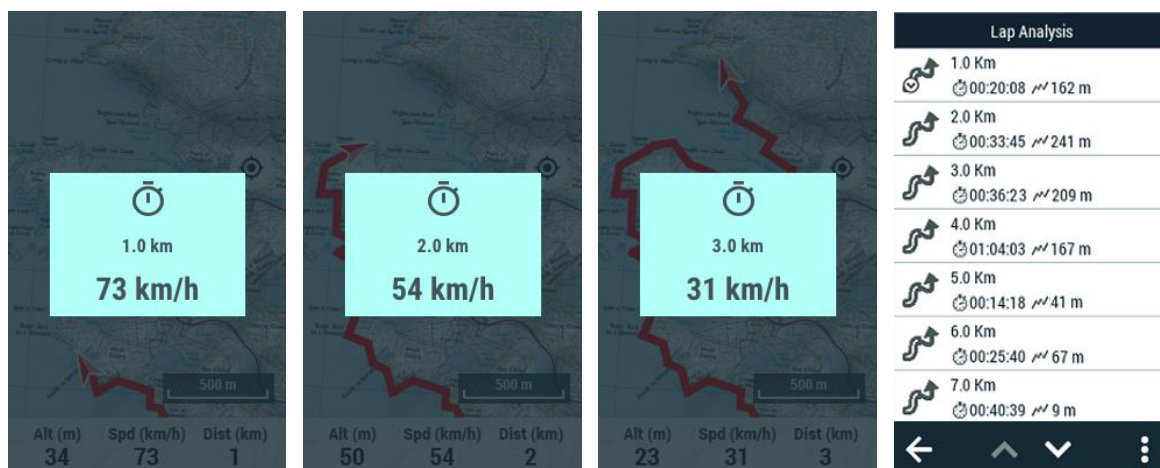 1.0 km
73 km/h
500 m
Alt (m) Spd (km/h) Dist (km)
34 73 1
2.0 km
54 km/h
500 m
Alt (m) Spd (km/h) Dist (km)
50 54 2
3.0 km
31 km/h
500 m
Alt (m) Spd (km/h) Dist (km)
23 31 3
Lap Analysis
1.0 Km
00:20:08 162 m
2.0 Km
00:33:45 241 m
3.0 Km
00:36:23 209 m
4.0 Km
01:04:03 167 m
5.0 Km
00:14:18 41 m
6.0 Km
00:25:40 67 m
7.0 Km
00:40:39 9 m